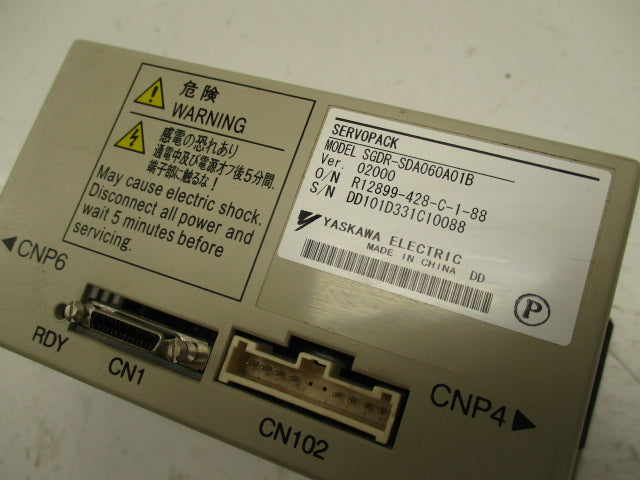 危険
WARNING
感電の恐れあり
通電中及び電源オフ後5分間,
端子部に触るな!
May cause electric shock.
Disconnect all power and
wait 5 minutes before
servicing.
SERVOPACK
MODEL SGDR-SDA060A01B
Ver. 02000
O/N R12899-428-C-1-88
S/N DD101D331C10088
YASKAWA ELECTRIC
MADE IN CHINA DD
P
CNP6
RDY
CN1
CN102
CNP4